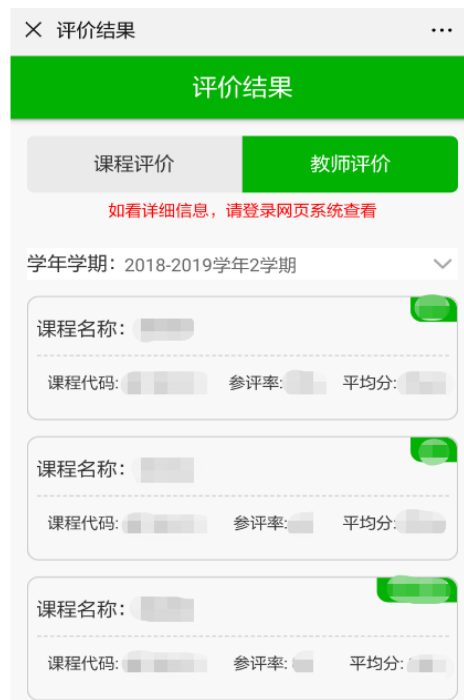 评价结果
评价结果
课程评价 教师评价
如看详细信息，请登录网页系统查看
学年学期：2018-2019学年2学期
课程名称：
课程代码: 参评率: 平均分:
课程名称：
课程代码: 参评率: 平均分:
课程名称：
课程代码: 参评率: 平均分: